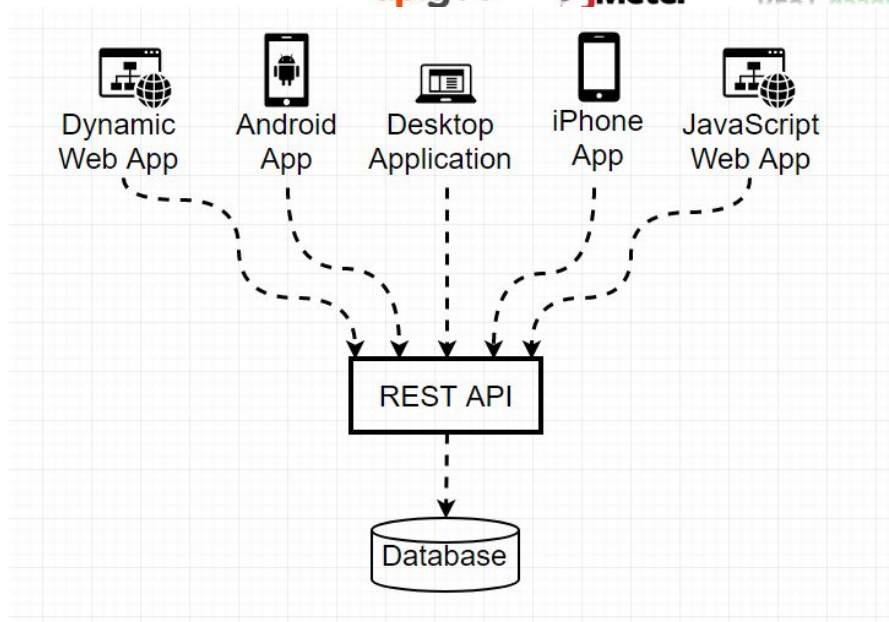 Dynamic
Web App
Android
App
Desktop
Application
iPhone
App
JavaScript
Web App
REST API
Database